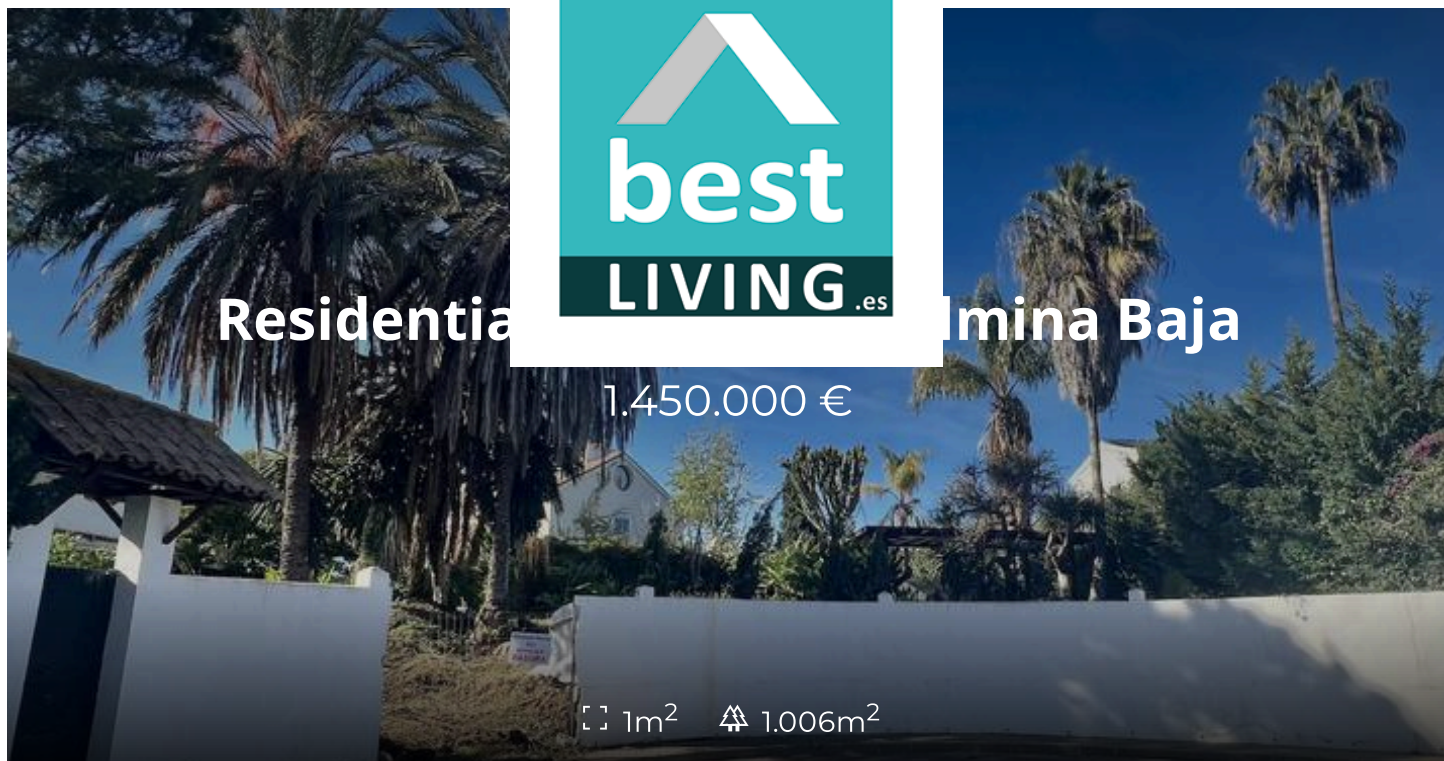 best
LIVING.es
Residentia
lmina Baja
1.450.000 €
1m²
1.006m²